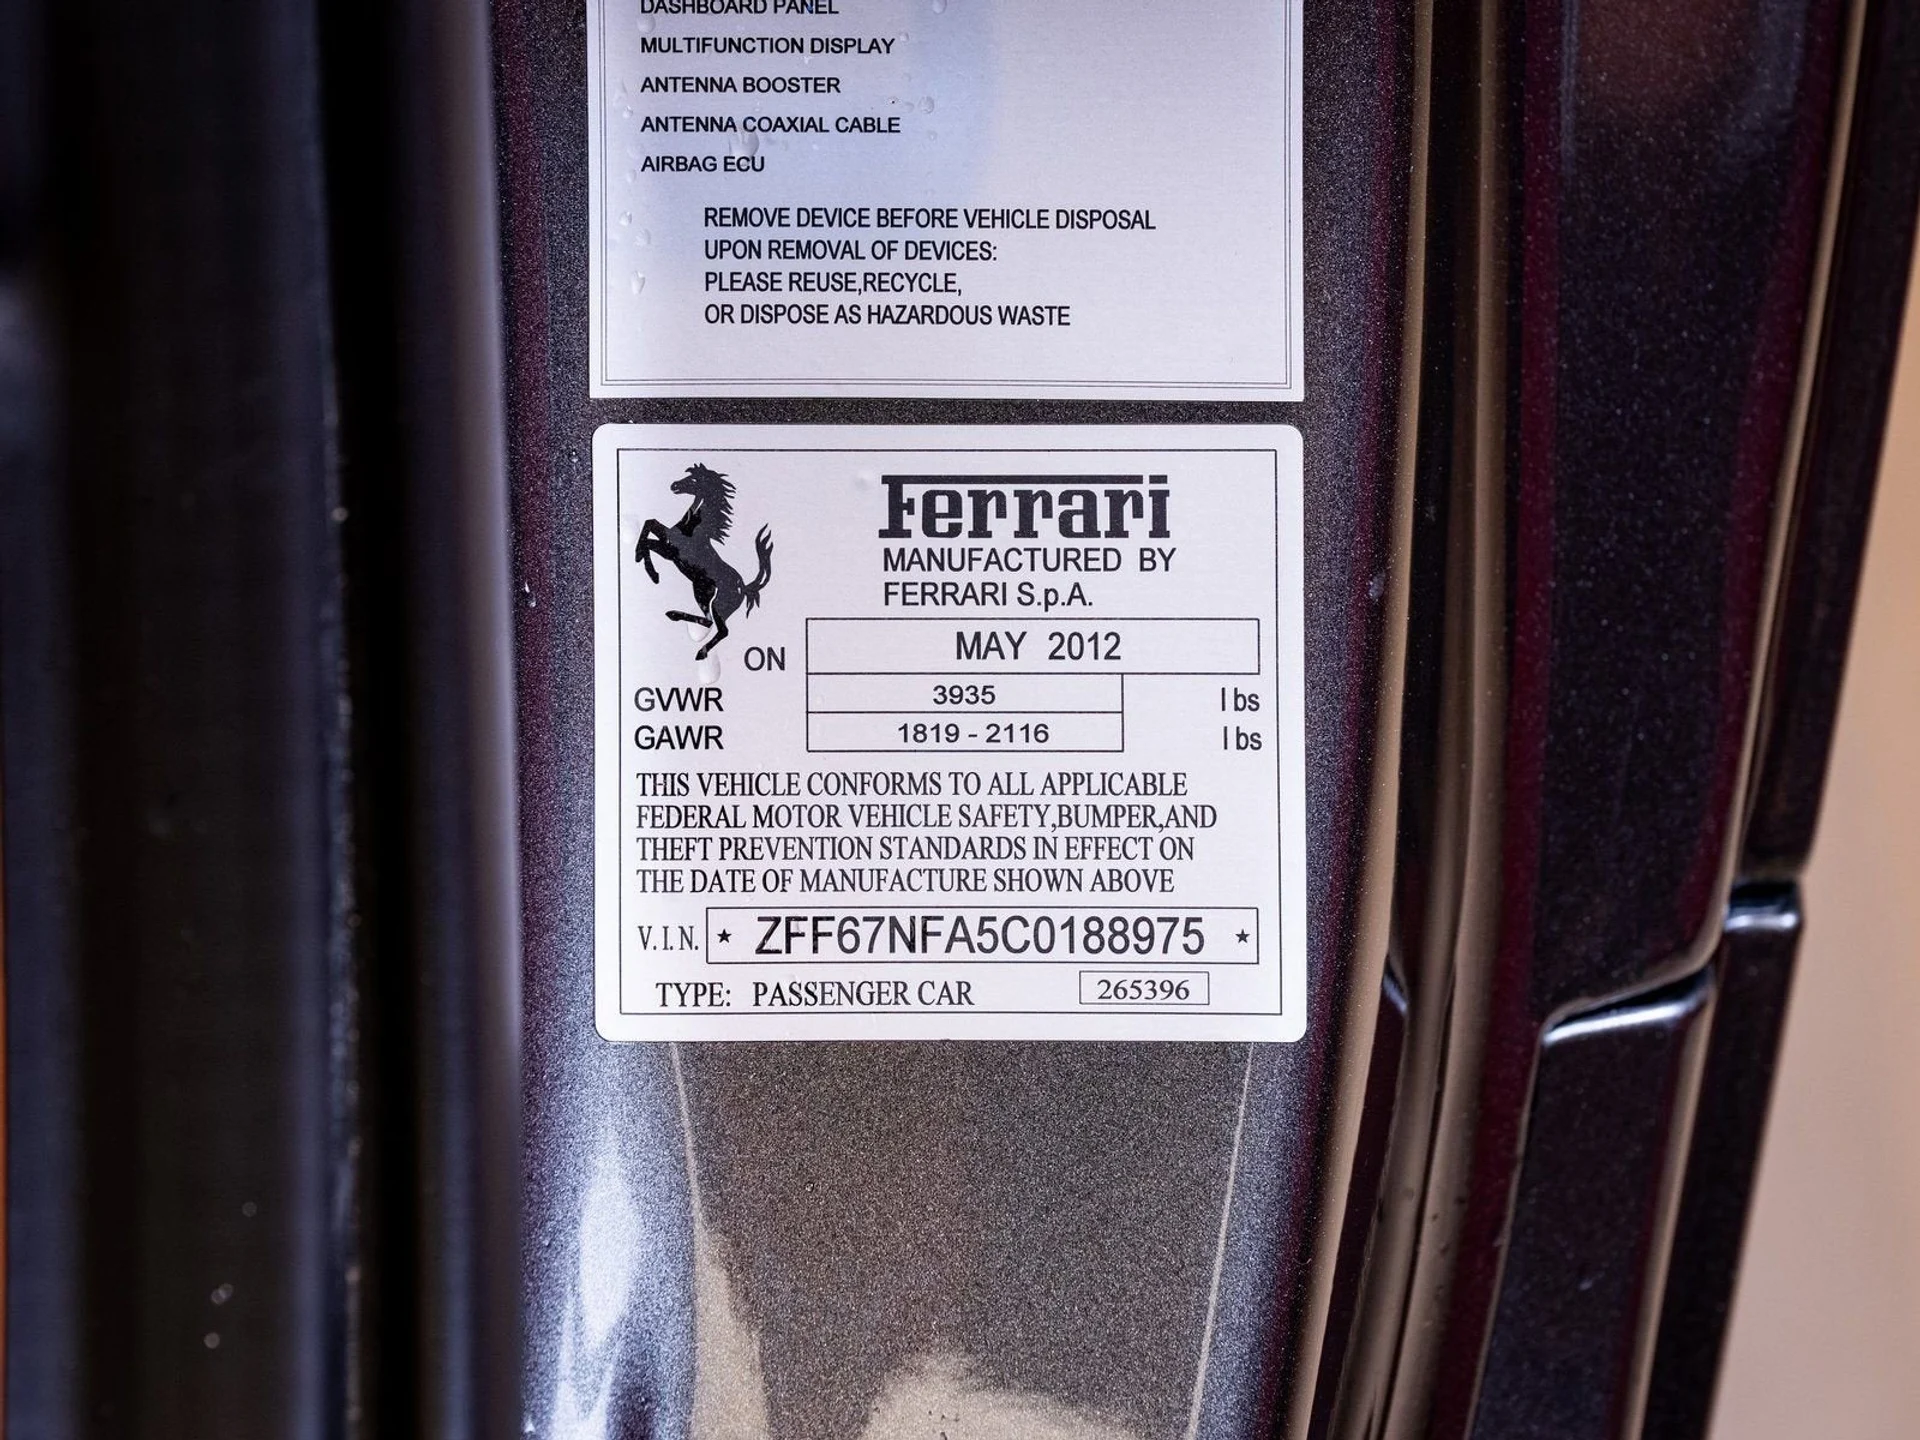 DASHBOARD PANEL
MULTIFUNCTION DISPLAY
ANTENNA BOOSTER
ANTENNA COAXIAL CABLE
AIRBAG ECU
REMOVE DEVICE BEFORE VEHICLE DISPOSAL
UPON REMOVAL OF DEVICES:
PLEASE REUSE,RECYCLE,
OR DISPOSE AS HAZARDOUS WASTE
Ferrari
MANUFACTURED BY
FERRARI S.p.A.
ON MAY 2012
GVWR 3935 lbs
GAWR 1819 - 2116 lbs
THIS VEHICLE CONFORMS TO ALL APPLICABLE
FEDERAL MOTOR VEHICLE SAFETY,BUMPER,AND
THEFT PREVENTION STANDARDS IN EFFECT ON
THE DATE OF MANUFACTURE SHOWN ABOVE
V.I.N. ★ ZFF67NFA5C0188975 ★
TYPE: PASSENGER CAR 265396